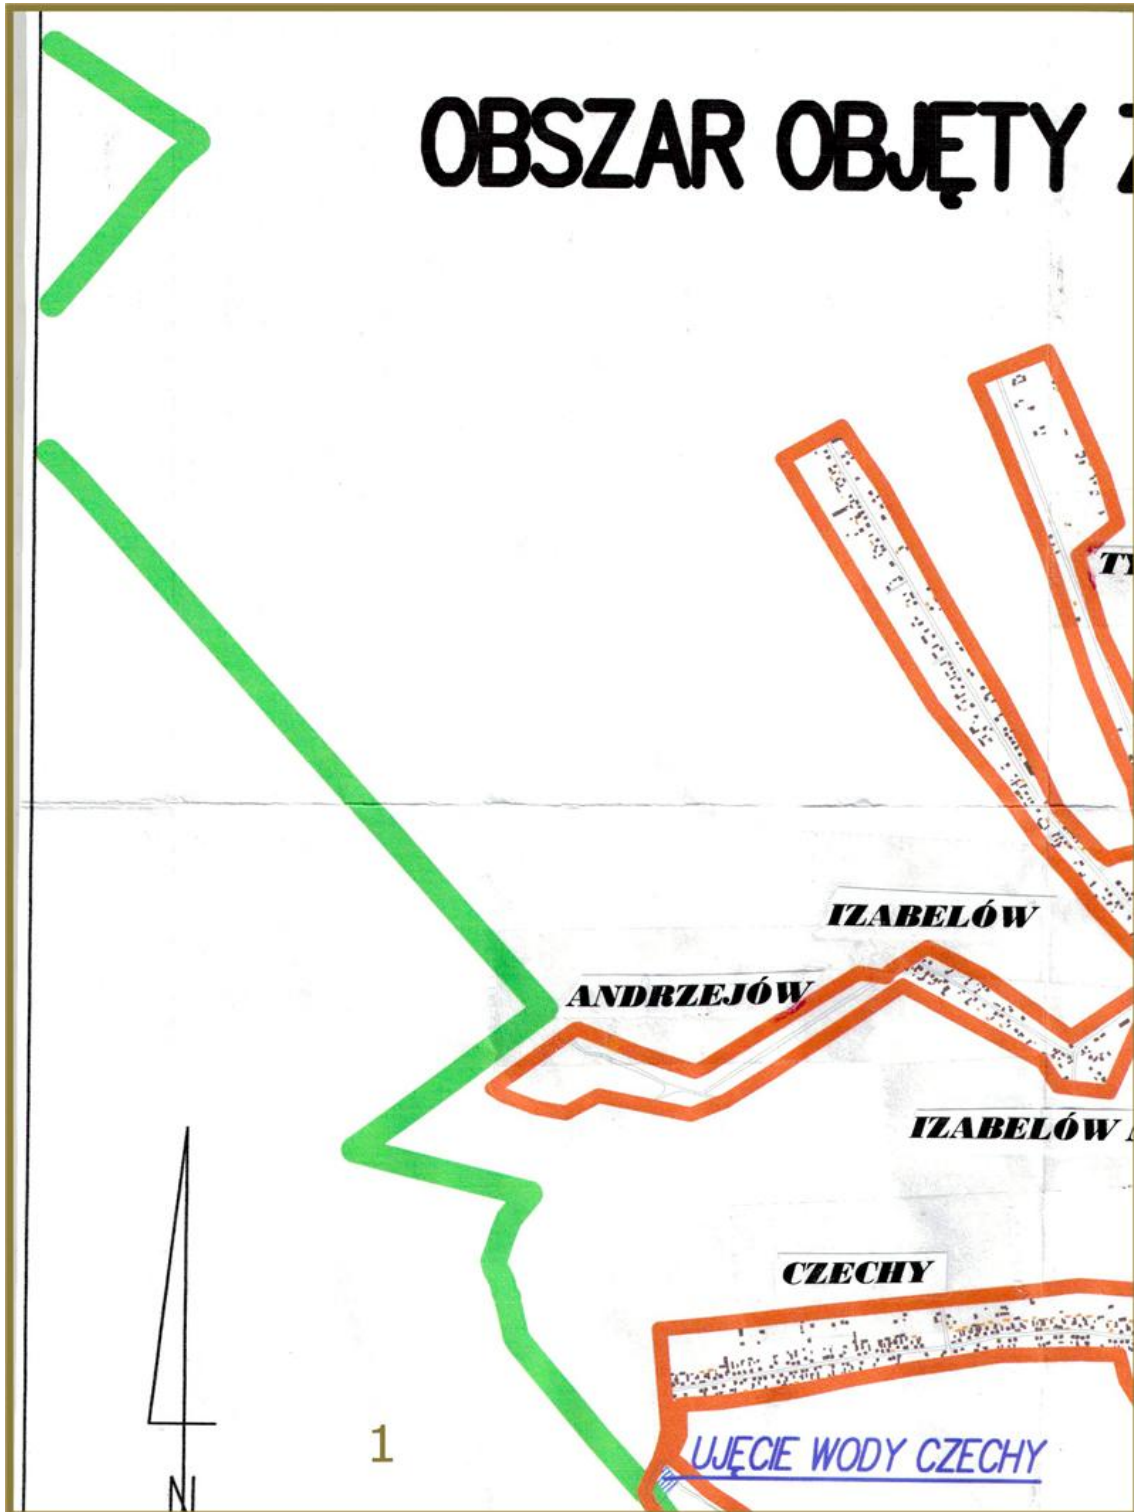 OBSZAR OBJĘTY
IZABELÓW
ANDRZEJÓW
IZABELÓW
CZECHY
1
UJĘCIE WODY CZECHY